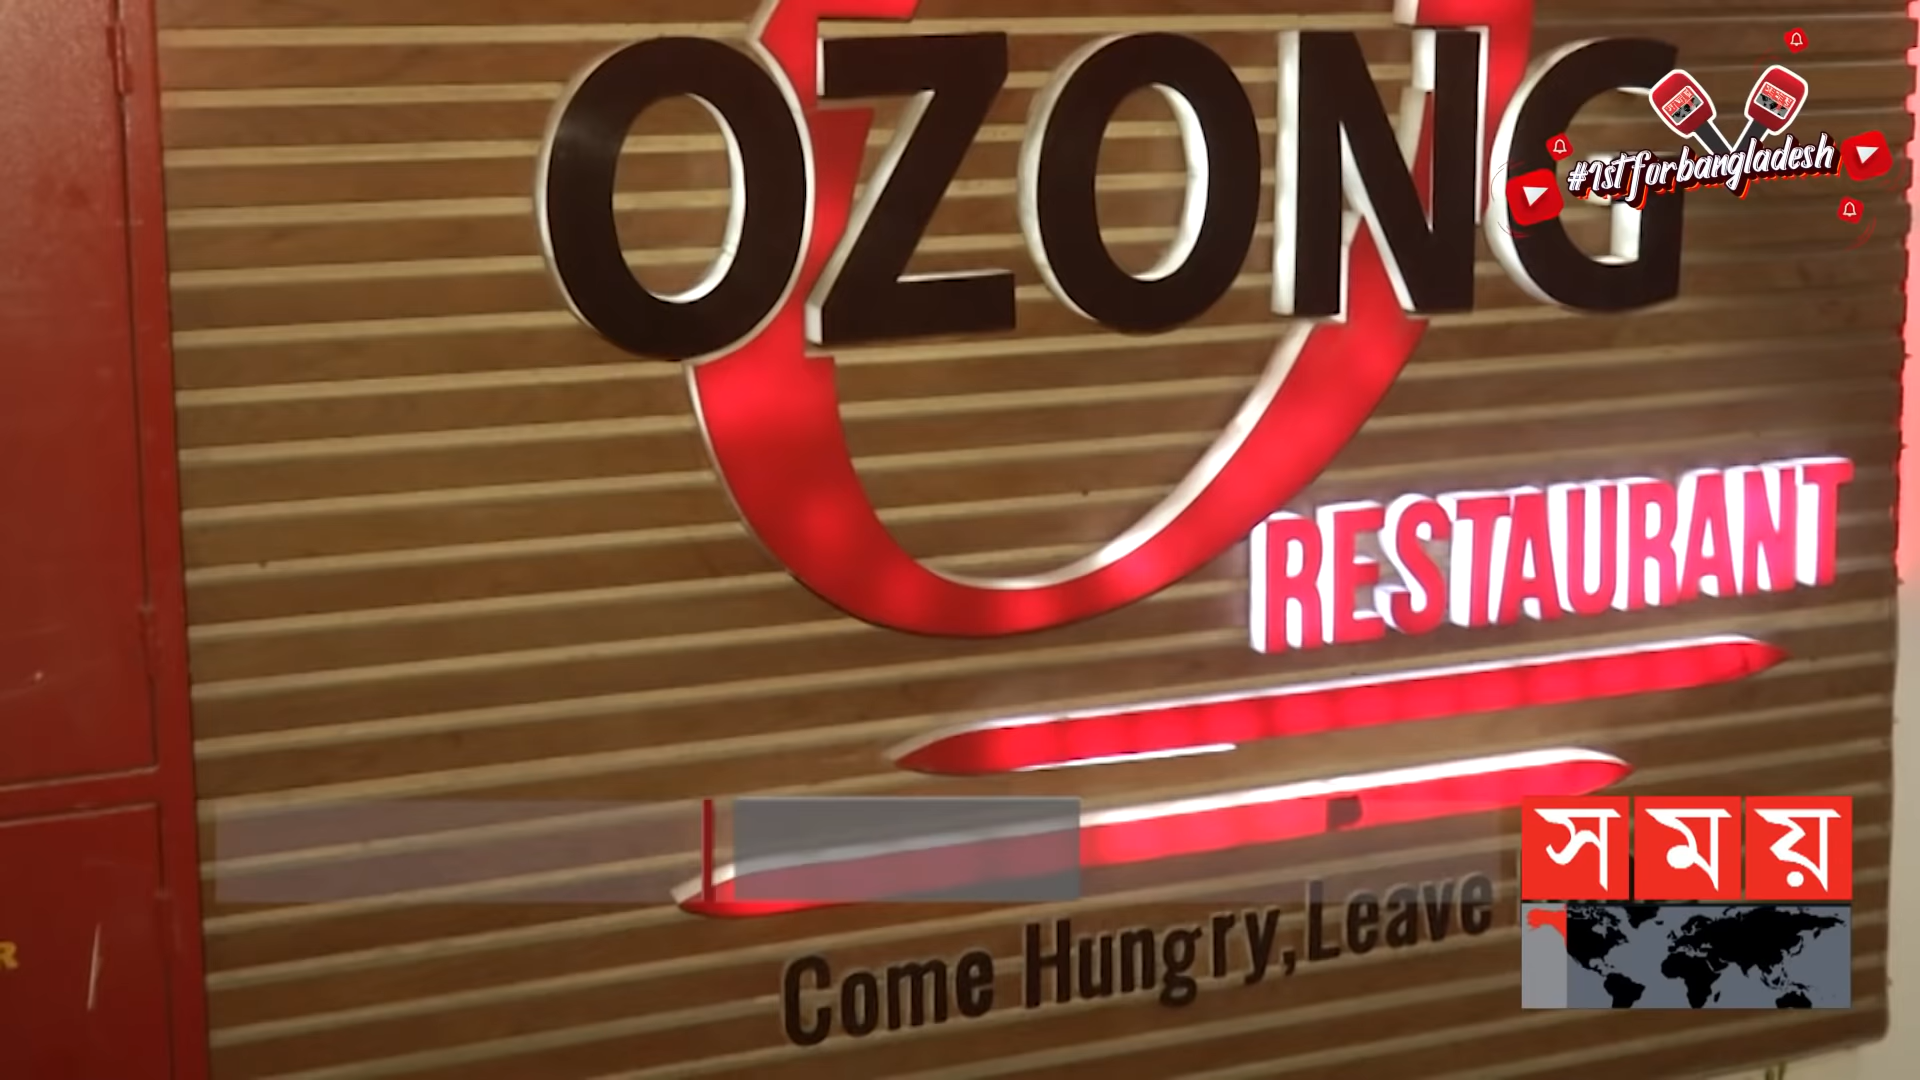 OZONG
#1stforbangladesh
RESTAURANT
সময়
Come Hungry, Leave
R